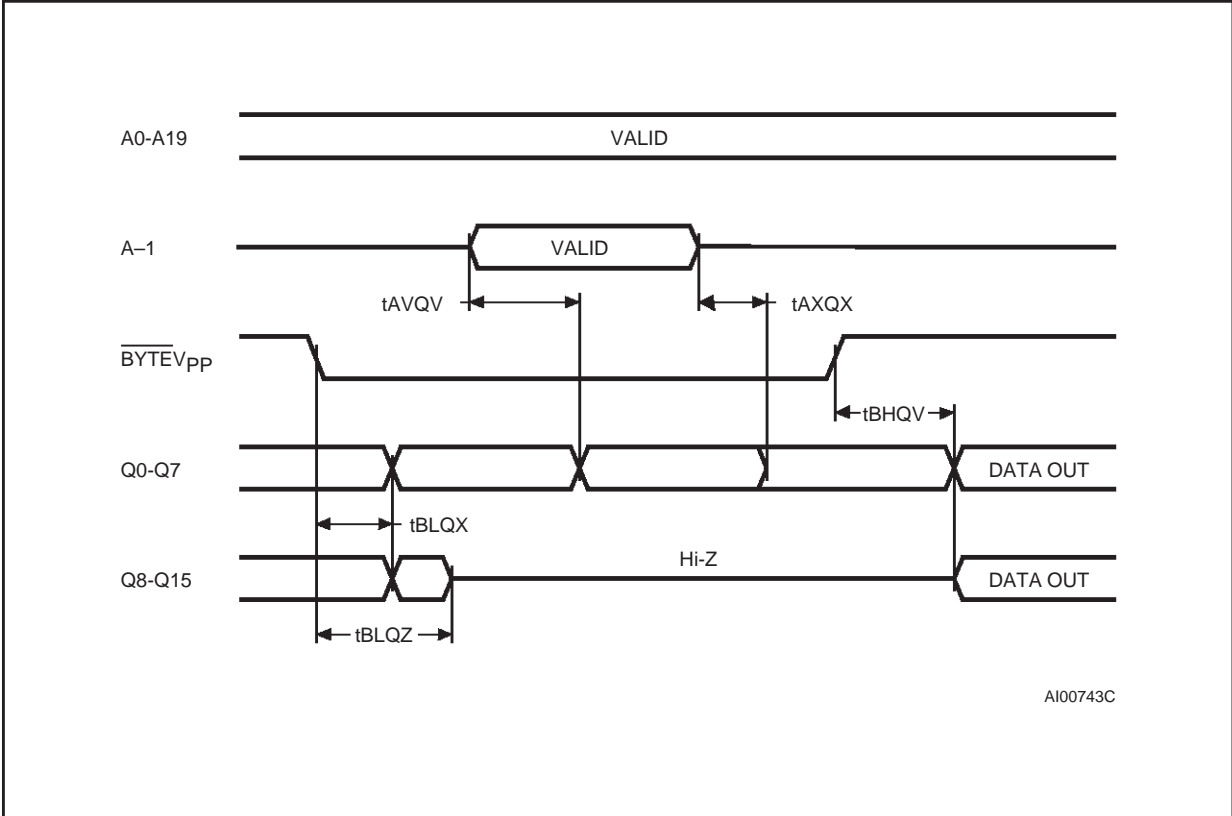 A0-A19 VALID
A–1 VALID
tAVQV tAXQX
BYTEVPP
tBHQV
Q0-Q7 DATA OUT
tBLQX
Hi-Z
Q8-Q15 DATA OUT
tBLQZ
AI00743C